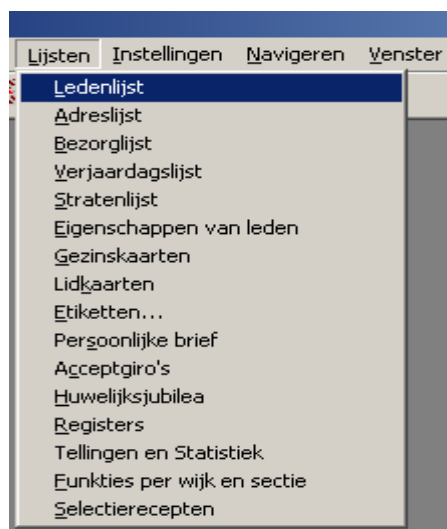 Lijsten Instellingen Navigeren Venster
Ledenlijst
Adreslijst
Bezorglijst
Verjaardagslijst
Stratenlijst
Eigenschappen van leden
Gezinskaarten
Lidkaarten
Etiketten...
Persoonlijke brief
Acceptgiro's
Huwelijksjubilea
Registers
Tellingen en Statistiek
Funkties per wijk en sectie
Selectierecepten